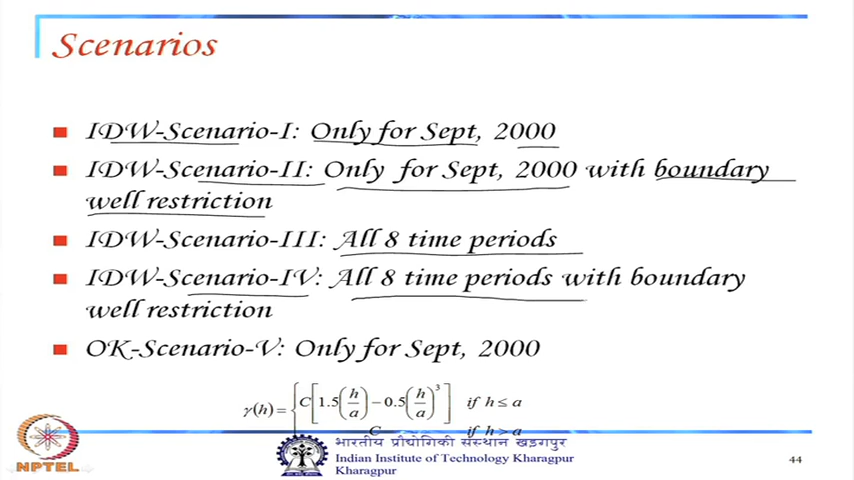 Scenarios
IDW-Scenario-I: Only for Sept, 2000
IDW-Scenario-II: Only for Sept, 2000 with boundary
well restriction
IDW-Scenario-III: All 8 time periods
IDW-Scenario-IV: All 8 time periods with boundary
well restriction
OK-Scenario-V: Only for Sept, 2000
γ(h) = { C[1.5(h/a) − 0.5(h/a)³] if h ≤ a
C if h > a
भारतीय प्रौद्योगिकी संस्थान खड़गपुर
Indian Institute of Technology Kharagpur
Kharagpur
NPTEL
44